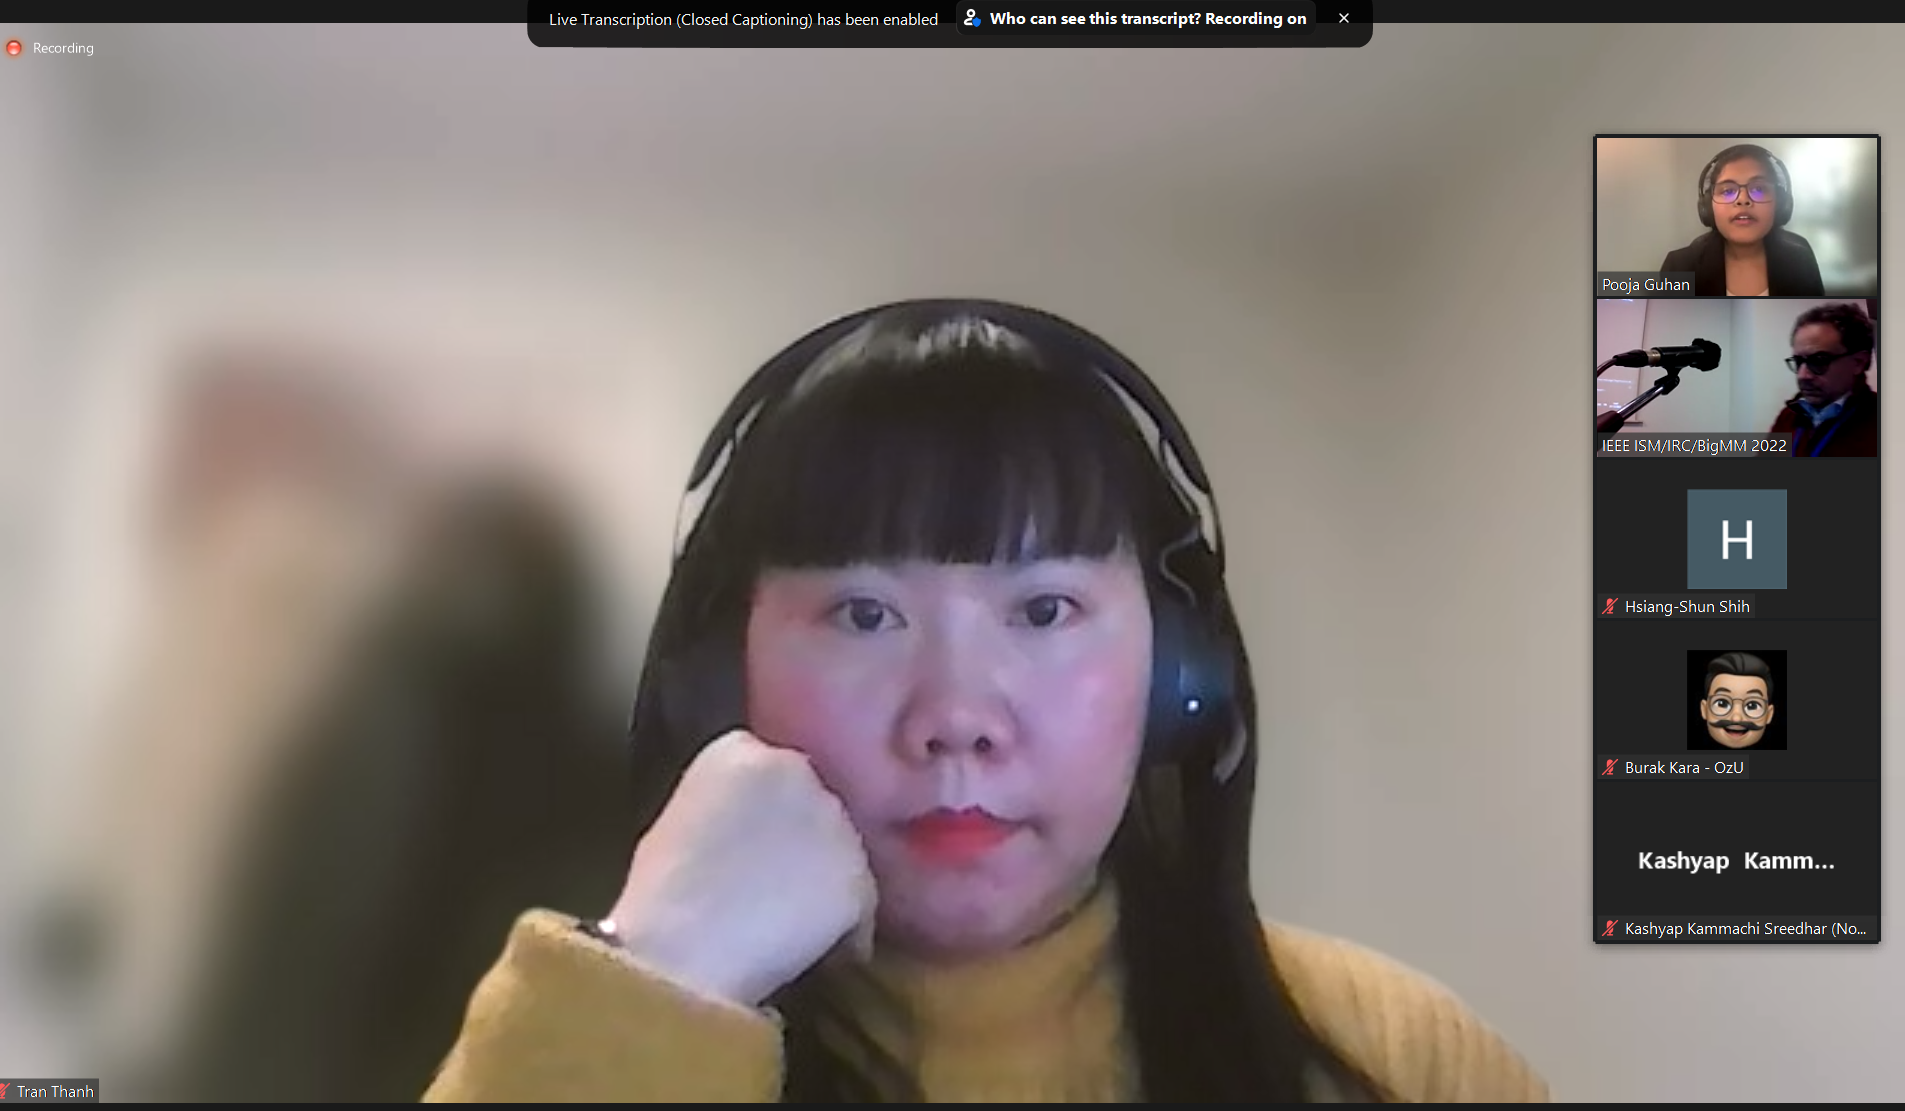 Live Transcription (Closed Captioning) has been enabled
Who can see this transcript? Recording on
Recording
Pooja Guhan
IEEE ISM/IRC/BigMM 2022
H
Hsiang-Shun Shih
Burak Kara - OzU
Kashyap Kamm...
Kashyap Kammachi Sreedhar (No...
Tran Thanh